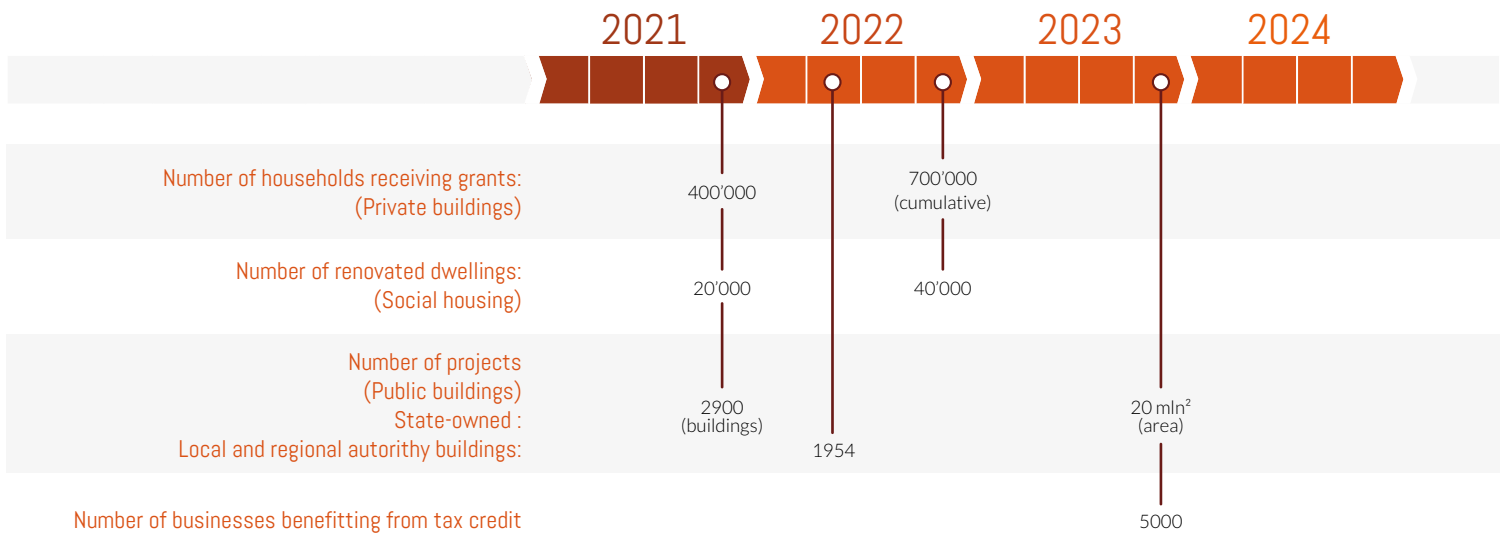 2021 2022 2023 2024
Number of households receiving grants:
(Private buildings)
400’000
700’000
(cumulative)
Number of renovated dwellings:
(Social housing)
20’000
40’000
Number of projects
(Public buildings)
State-owned :
Local and regional autorithy buildings:
2900
(buildings)
1954
20 mln²
(area)
Number of businesses benefitting from tax credit
5000